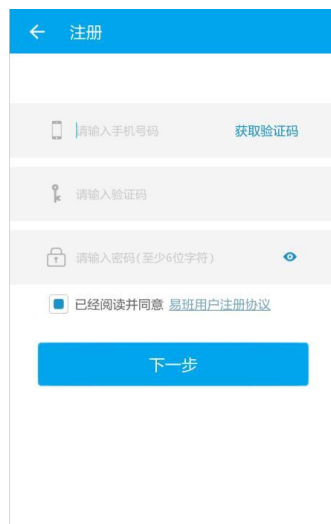 注册
请输入手机号码 获取验证码
请输入验证码
请输入密码(至少6位字符)
已经阅读并同意 易班用户注册协议
下一步